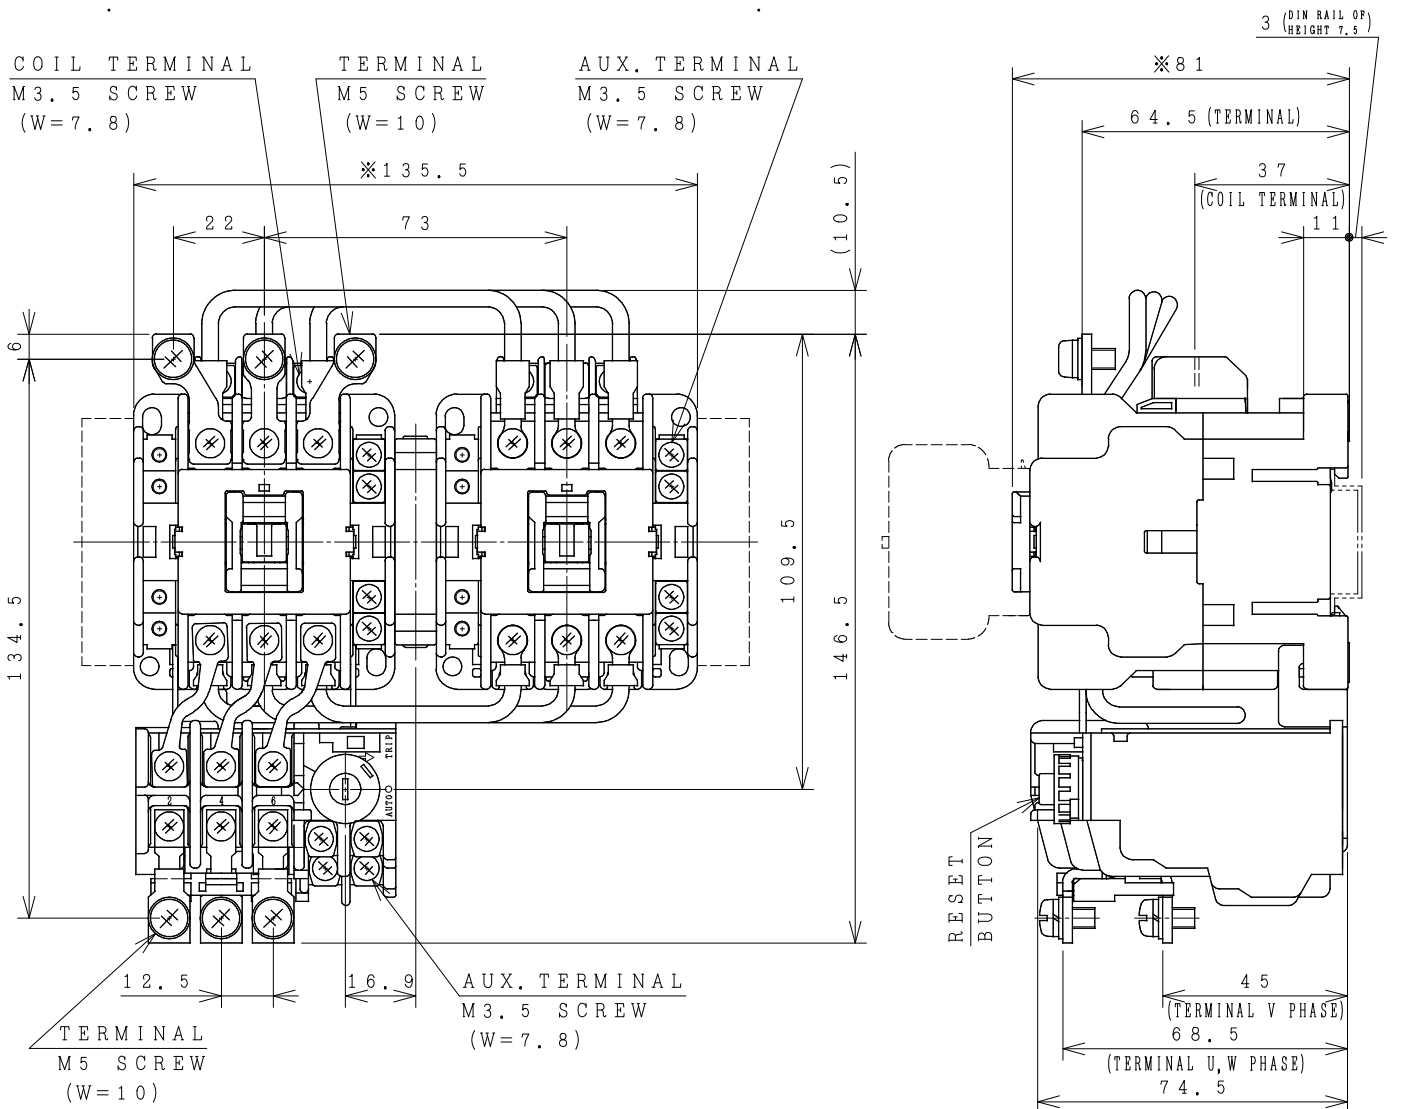 3 (DIN RAIL OF HEIGHT 7.5)
COIL TERMINAL
M3.5 SCREW
(W=7.8)
TERMINAL
M5 SCREW
(W=10)
AUX. TERMINAL
M3.5 SCREW
(W=7.8)
※81
64.5 (TERMINAL)
37
(COIL TERMINAL)
11
※135.5
22
73
(10.5)
6
134.5
109.5
146.5
TRIP
AUTO
2
4
6
RESET
BUTTON
12.5
16.9
AUX. TERMINAL
M3.5 SCREW
(W=7.8)
TERMINAL
M5 SCREW
(W=10)
45
(TERMINAL V PHASE)
68.5
(TERMINAL U,W PHASE)
74.5